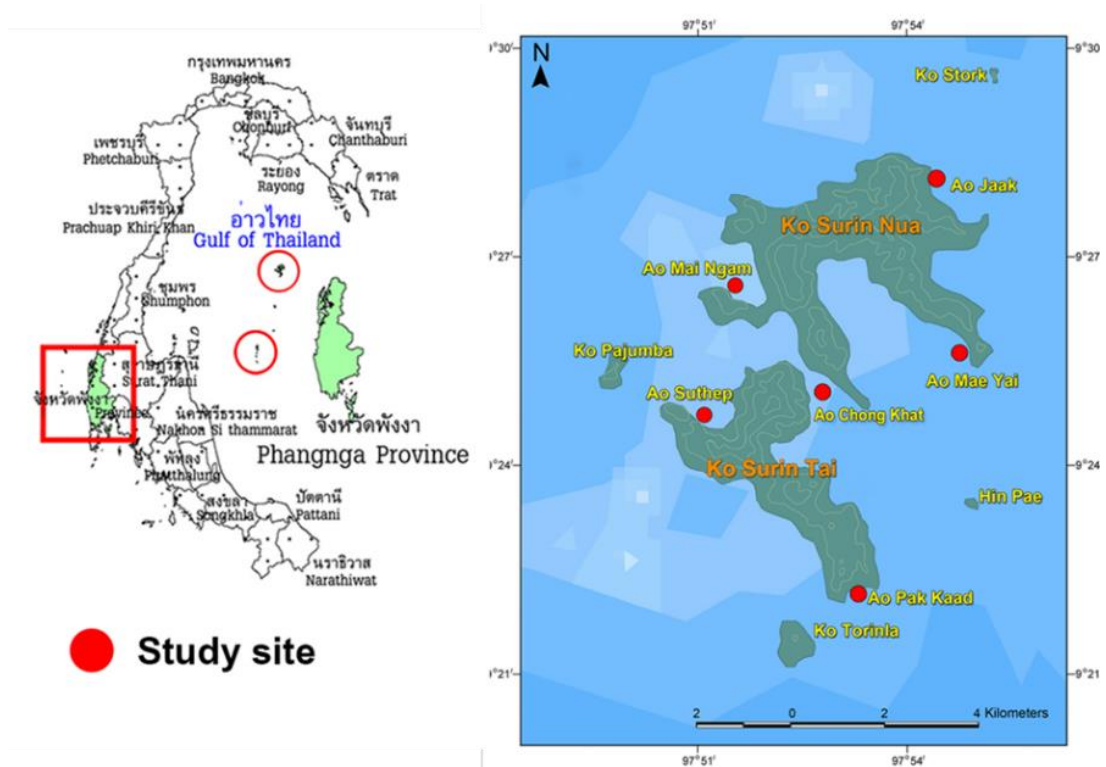 กรุงเทพมหานคร
Bangkok
ชลบุรี
Chonburi
จันทบุรี
Chanthaburi
เพชรบุรี
Phetchaburi
ระยอง
Rayong
ตราด
Trat
ประจวบคีรีขันธ์
Prachuap Khiri Khan
อ่าวไทย
Gulf of Thailand
ชุมพร
Chumphon
สุราษฎร์ธานี
Surat Thani
จังหวัดพังงา
Province
นครศรีธรรมราช
Nakhon Si thammarat
จังหวัดพังงา
Phangnga Province
พัทลุง
Phatthalung
สงขลา
Songkhla
ปัตตานี
Pattani
นราธิวาส
Narathiwat
Study site
97°51' 97°54'
9°30' 9°30
N
Ko Stork
Ao Jaak
Ko Surin Nua
9°27' 9°27
Ao Mai Ngam
Ko Pajumba
Ao Mae Yai
Ao Suthep
Ao Chong Khat
Ko Surin Tai
9°24' 9°24
Hin Pae
Ao Pak Kaad
Ko Torinla
9°21' 9°21
2 0 2 4 Kilometers
97°51' 97°54'